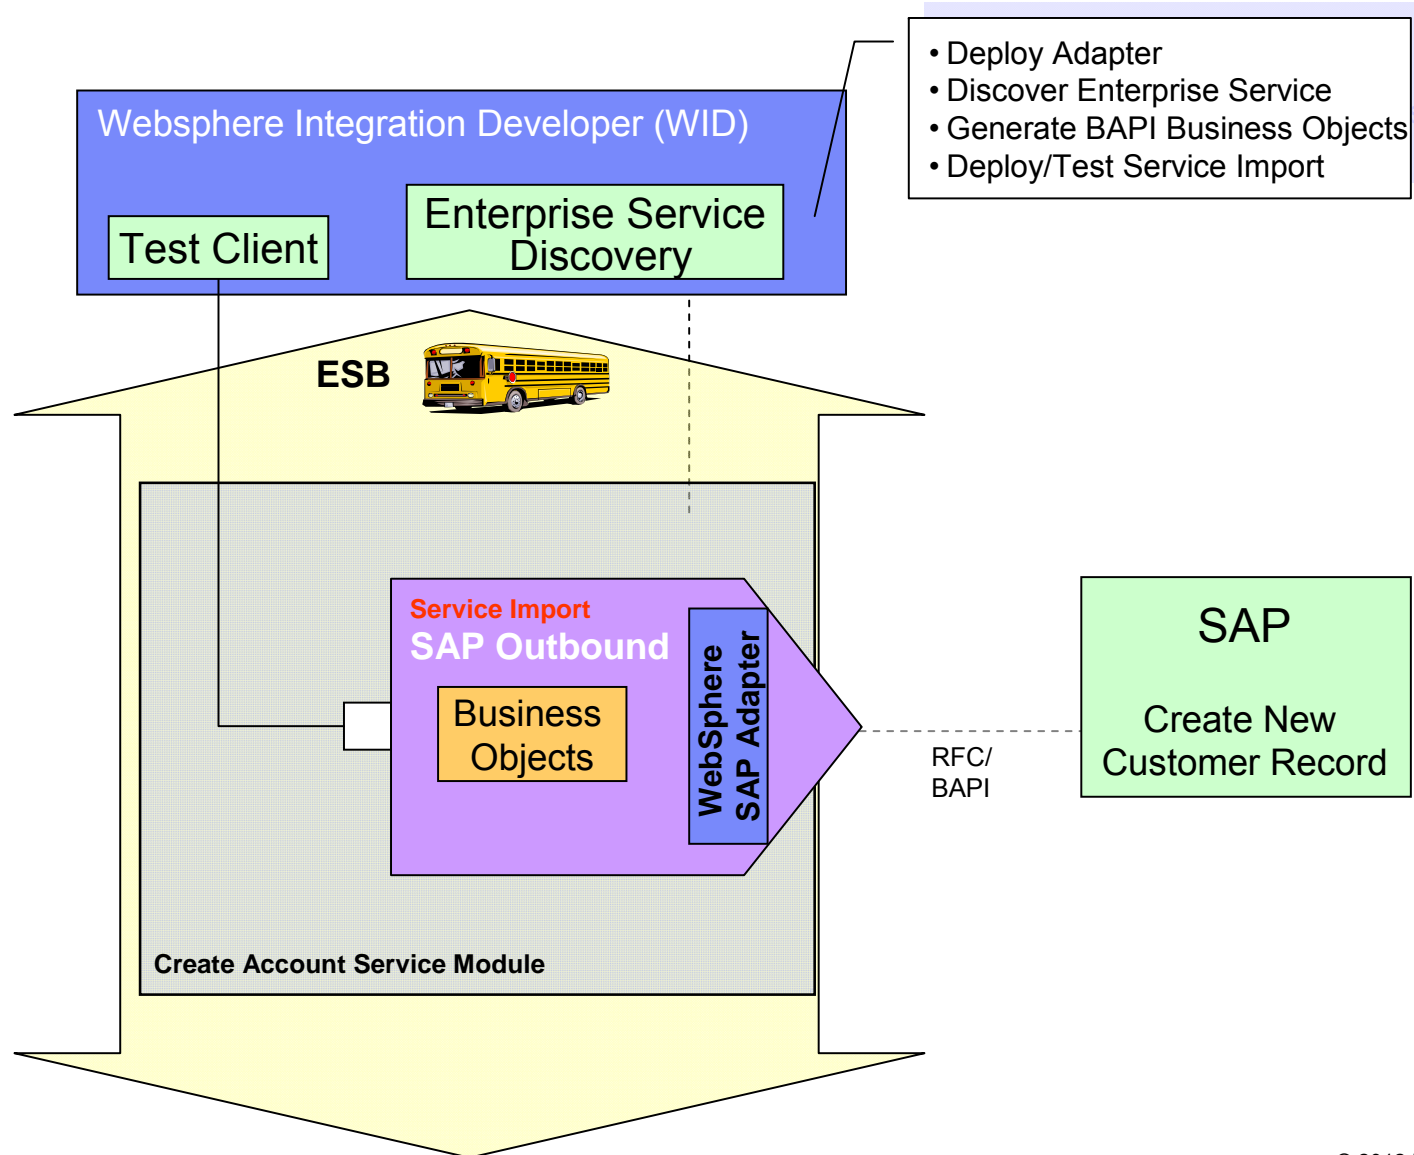 • Deploy Adapter
• Discover Enterprise Service
• Generate BAPI Business Objects
• Deploy/Test Service Import
Websphere Integration Developer (WID)
Test Client
Enterprise Service
Discovery
ESB
Service Import
SAP Outbound
Business
Objects
WebSphere
SAP Adapter
RFC/
BAPI
SAP
Create New
Customer Record
Create Account Service Module